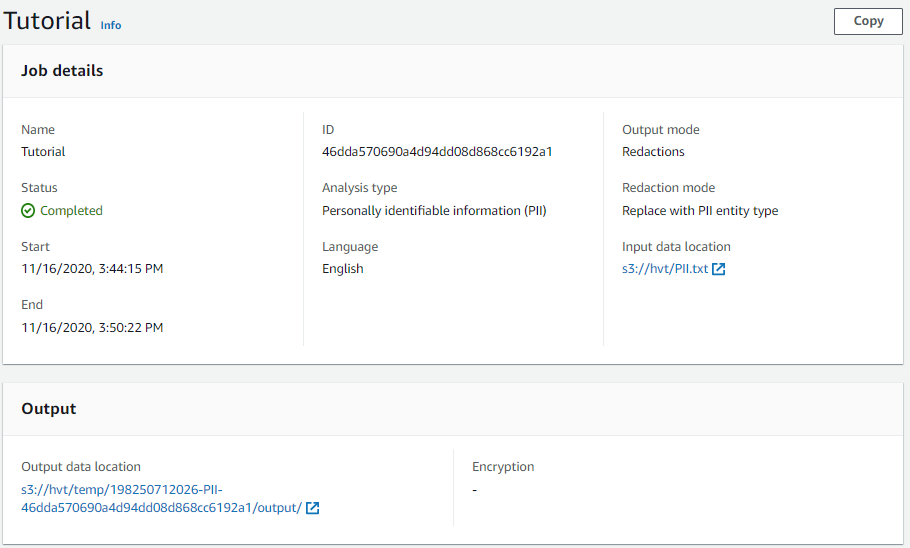 Tutorial Info
Copy
Job details
Name
Tutorial
Status
Completed
Start
11/16/2020, 3:44:15 PM
End
11/16/2020, 3:50:22 PM
ID
46dda570690a4d94dd08d868cc6192a1
Analysis type
Personally identifiable information (PII)
Language
English
Output mode
Redactions
Redaction mode
Replace with PII entity type
Input data location
s3://hvt/PII.txt
Output
Output data location
s3://hvt/temp/198250712026-PII-
46dda570690a4d94dd08d868cc6192a1/output/
Encryption
-